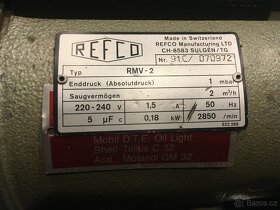 REFCO
Made in Switzerland
REFCO Manufacturing LTD
CH-8583 SULGEN/TG
Nr. 91C/ 070972
Typ RMV-2
Enddruck (Absolutdruck) 1 mba
Saugvermögen 2 m³/h
220-240 V 1,5 A 50 Hz
5 µF c 0,18 kW 2850 /min
Mobil D.T.E. Oil Light
Shell Tellus C 32
Aral Motanol GM 32